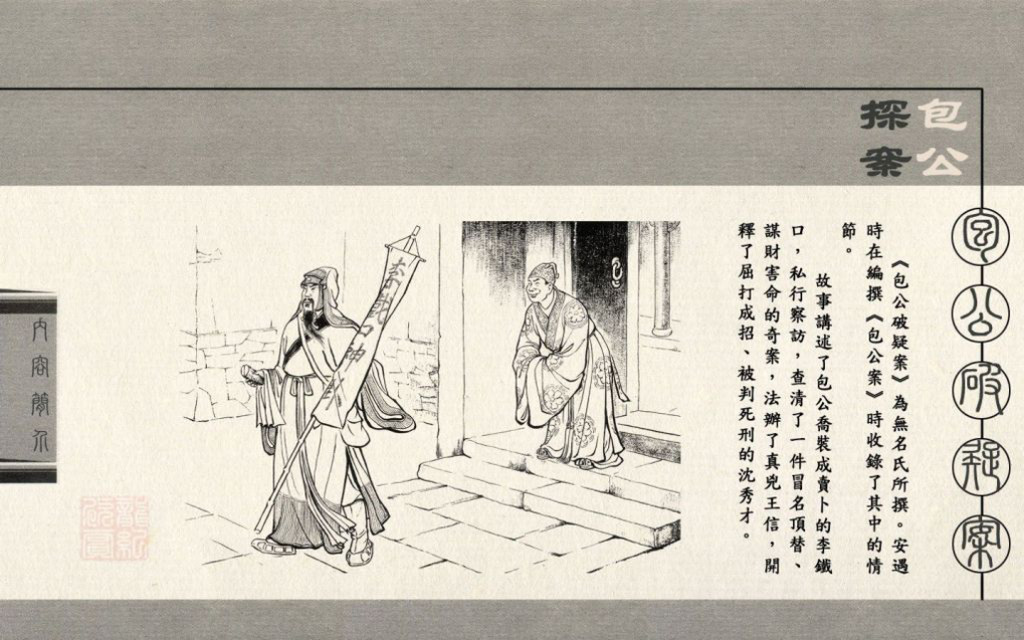 包公
探案
包公破疑案
《包公破疑案》為無名氏所撰。安遇
時在編撰《包公案》時收錄了其中的情
節。
故事講述了包公喬裝成賣卜的李鐵
口，私行察訪，查清了一件冒名頂替、
謀財害命的奇案，法辦了真兇王信，開
釋了屈打成招、被判死刑的沈秀才。
內容簡介